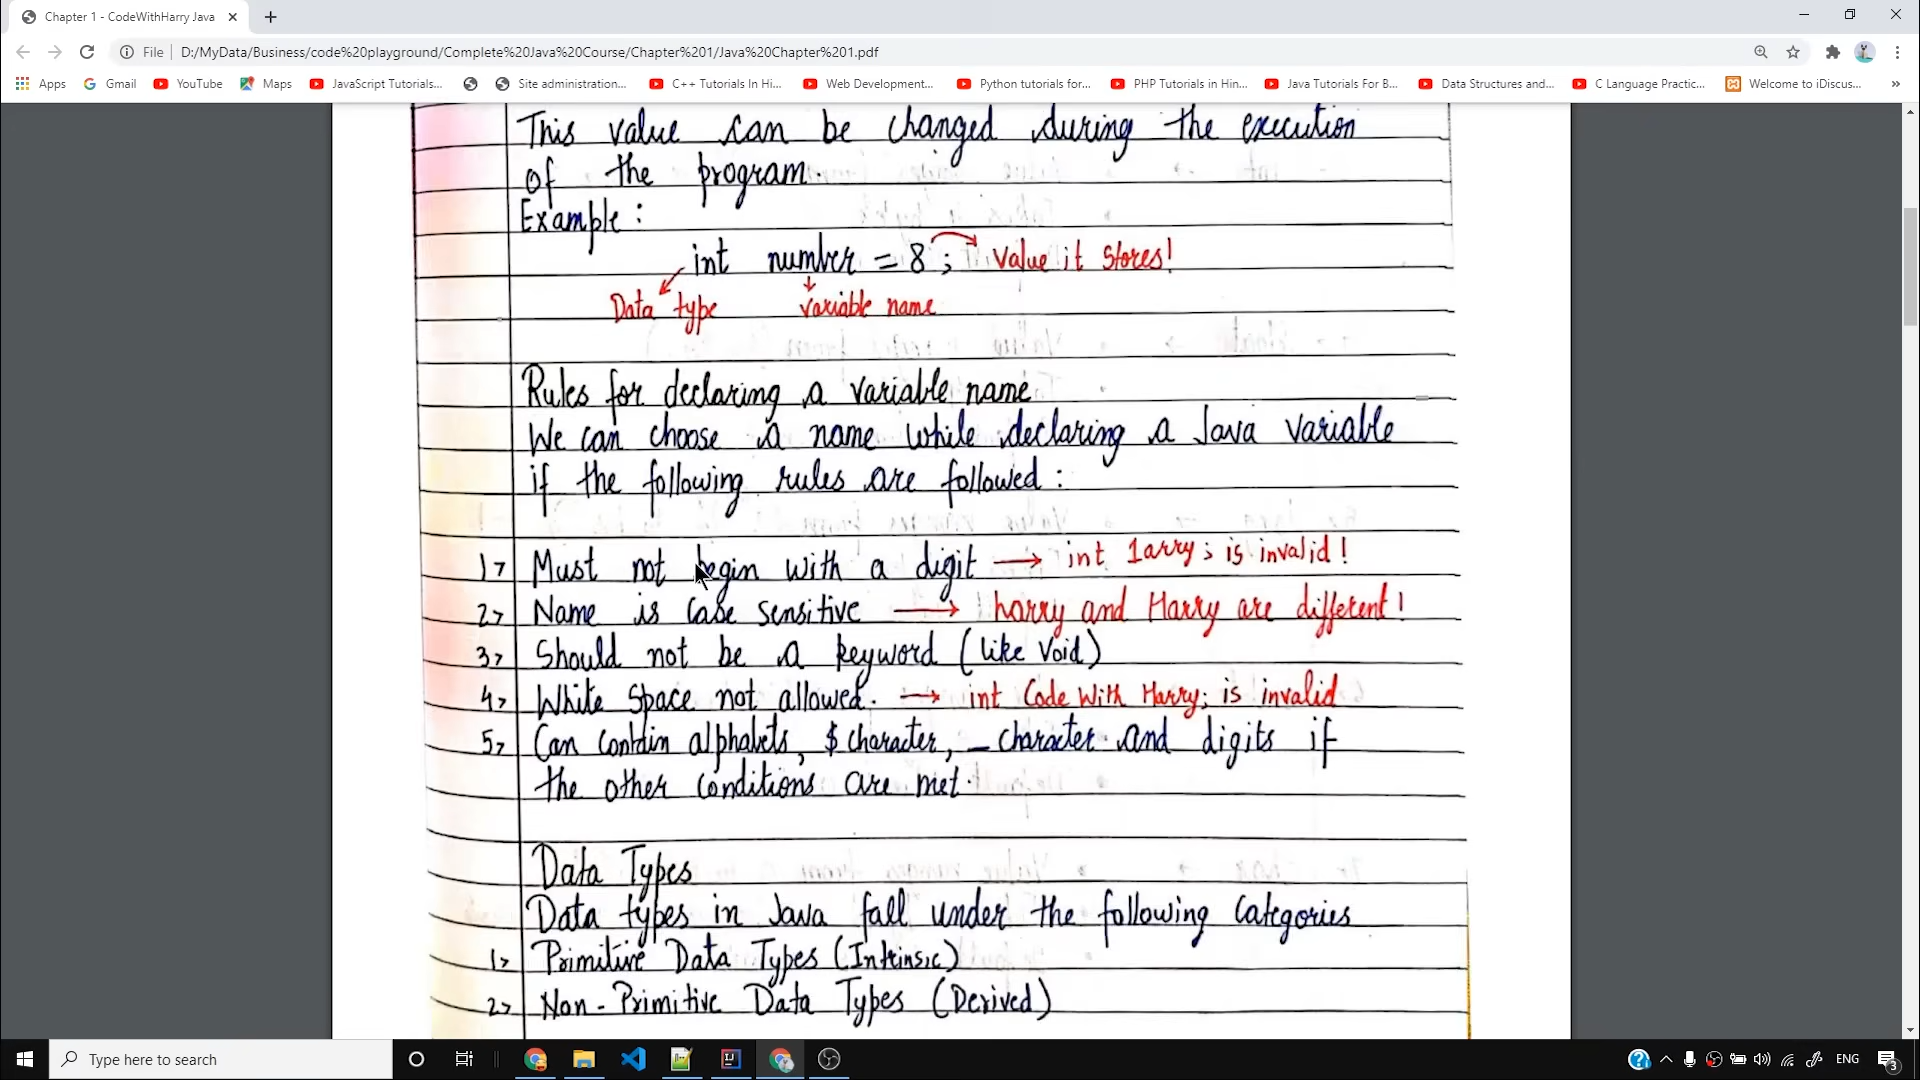 Chapter 1 - CodeWithHarry Java
File | D:/MyData/Business/code%20playground/Complete%20Java%20Course/Chapter%201/Java%20Chapter%201.pdf
Apps Gmail YouTube Maps JavaScript Tutorials... Site administration... C++ Tutorials In Hi... Web Development... Python tutorials for... PHP Tutorials in Hin... Java Tutorials For B... Data Structures and... C Language Practic... Welcome to iDiscus... »
This value can be changed during the execution
of the program.
Example :
int number = 8 ; Value it Stores!
Data type variable name
Rules for declaring a variable name
We can choose a name while declaring a Java variable
if the following rules are followed :
1> Must not begin with a digit → int 1arry; is invalid!
2> Name is case sensitive → harry and Harry are different!
3> Should not be a keyword (like Void)
4> White Space not allowed. → int Code With Harry; is invalid
5> Can contain alphabets, $ character, _ character and digits if
the other conditions are met.
Data Types
Data types in Java fall under the following Categories
1> Primitive Data Types (Intrinsic)
2> Non-Primitive Data Types (Derived)
Type here to search
ENG
3